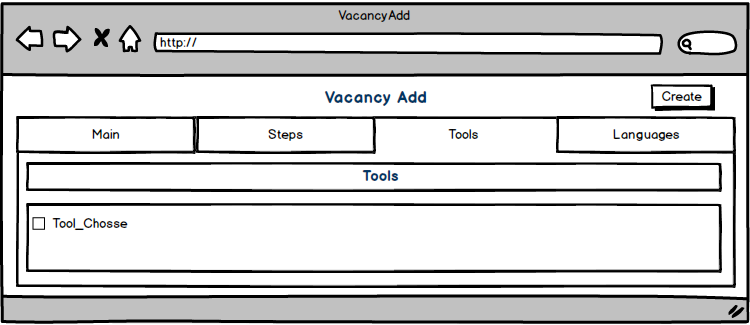 VacancyAdd
http://
Vacancy Add
Create
Main
Steps
Tools
Languages
Tools
Tool_Chosse